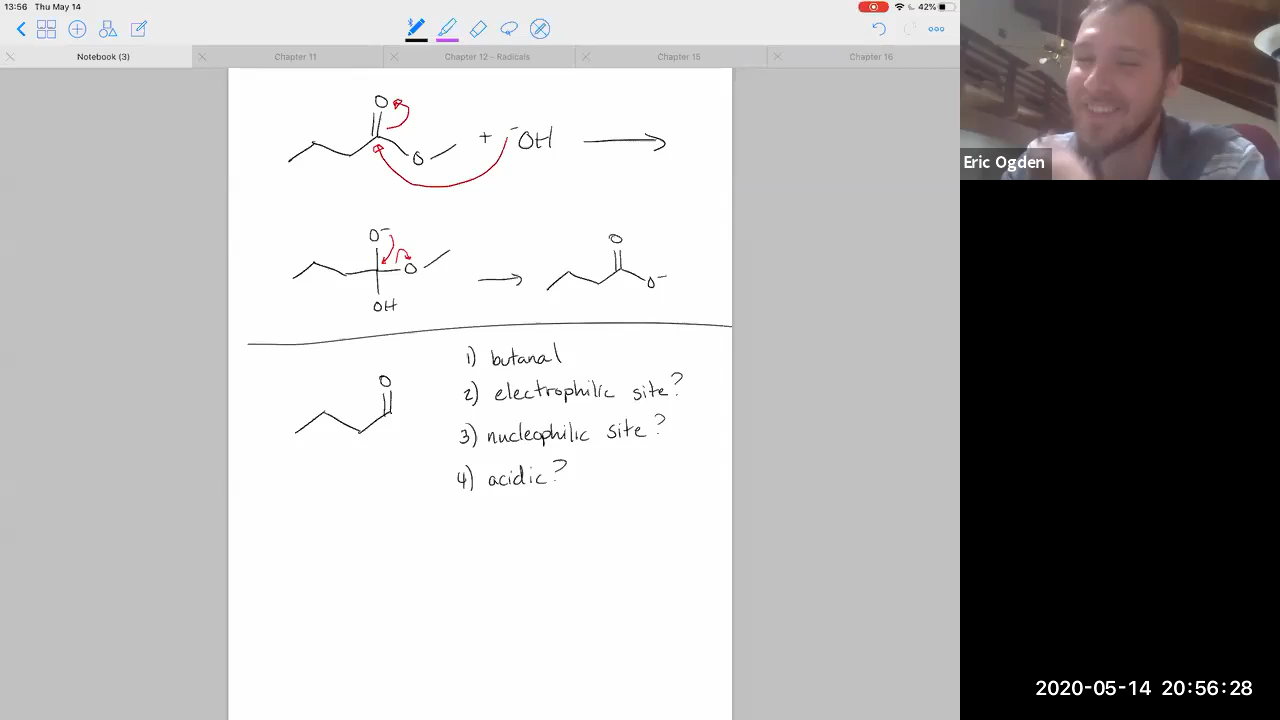 13:56 Thu May 14
42%
Notebook (3)
Chapter 11
Chapter 12 – Radicals
Chapter 15
Chapter 16
O
O
+ ⁻OH
O⁻
O
OH
O
O⁻
O
1) butanal
2) electrophilic site?
3) nucleophilic site?
4) acidic?
Eric Ogden
2020-05-14 20:56:28